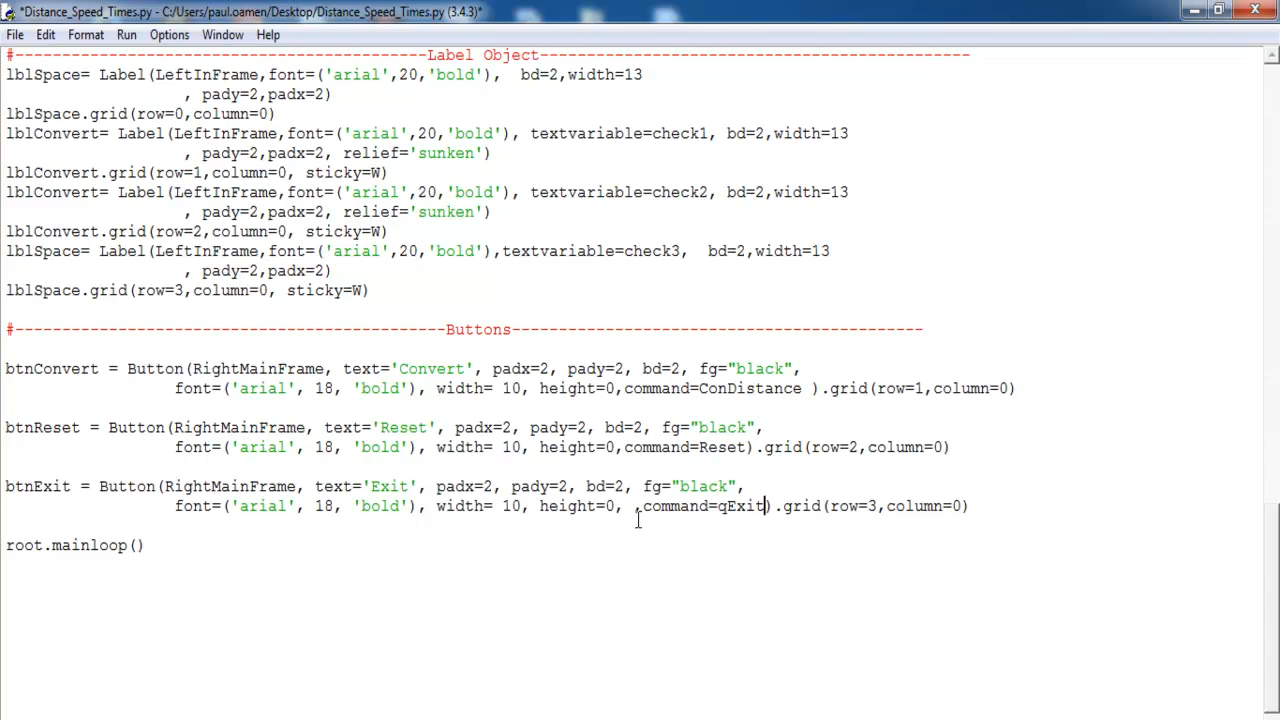 *Distance_Speed_Times.py - C:/Users/paul.oamen/Desktop/Distance_Speed_Times.py (3.4.3)*
File Edit Format Run Options Window Help
#---------------------------------------------Label Object----------------------------------------------
lblSpace= Label(LeftInFrame,font=('arial',20,'bold'),  bd=2,width=13
                   , pady=2,padx=2)
lblSpace.grid(row=0,column=0)
lblConvert= Label(LeftInFrame,font=('arial',20,'bold'), textvariable=check1, bd=2,width=13
                   , pady=2,padx=2, relief='sunken')
lblConvert.grid(row=1,column=0, sticky=W)
lblConvert= Label(LeftInFrame,font=('arial',20,'bold'), textvariable=check2, bd=2,width=13
                   , pady=2,padx=2, relief='sunken')
lblConvert.grid(row=2,column=0, sticky=W)
lblSpace= Label(LeftInFrame,font=('arial',20,'bold'),textvariable=check3,  bd=2,width=13
                   , pady=2,padx=2)
lblSpace.grid(row=3,column=0, sticky=W)
#----------------------------------------------Buttons--------------------------------------------
btnConvert = Button(RightMainFrame, text='Convert', padx=2, pady=2, bd=2, fg="black",
                  font=('arial', 18, 'bold'), width= 10, height=0,command=ConDistance ).grid(row=1,column=0)
btnReset = Button(RightMainFrame, text='Reset', padx=2, pady=2, bd=2, fg="black",
                  font=('arial', 18, 'bold'), width= 10, height=0,command=Reset).grid(row=2,column=0)
btnExit = Button(RightMainFrame, text='Exit', padx=2, pady=2, bd=2, fg="black",
                  font=('arial', 18, 'bold'), width= 10, height=0, ,command=qExit).grid(row=3,column=0)
root.mainloop()